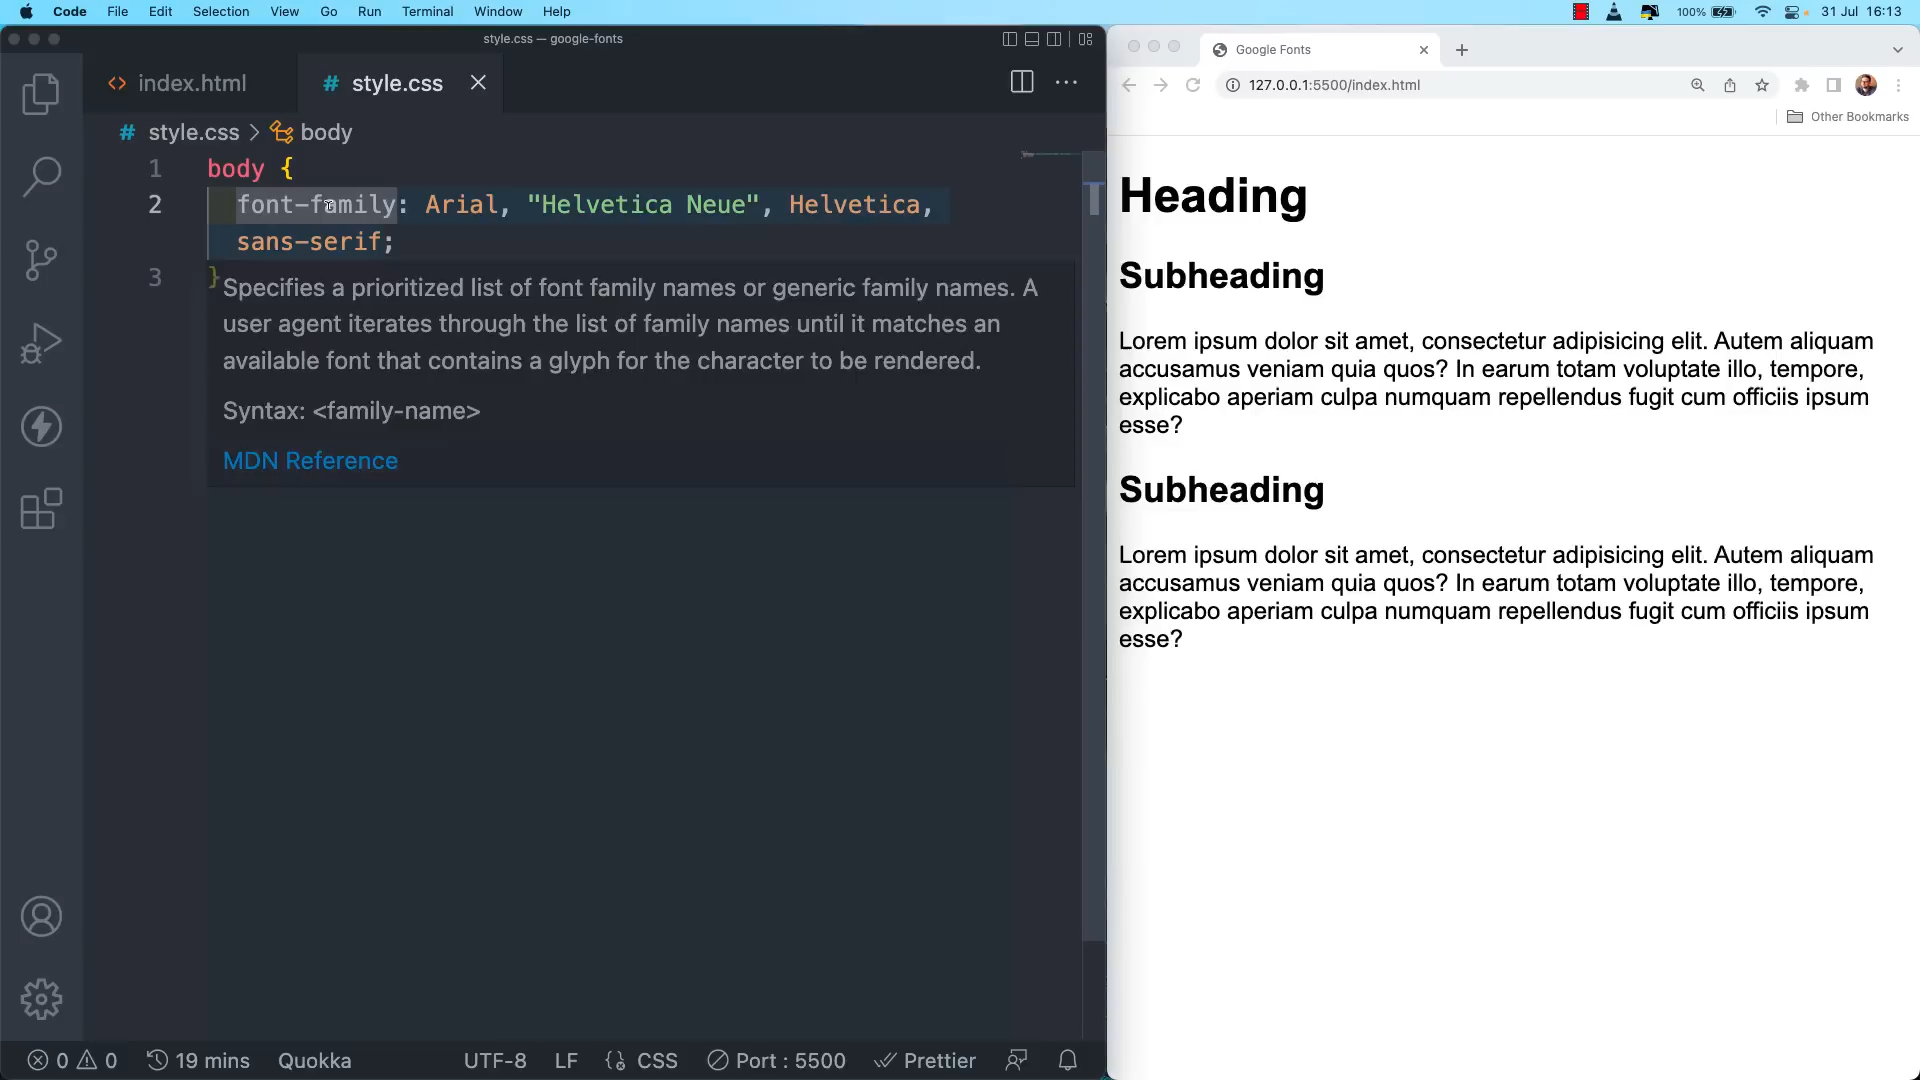 Code File Edit Selection View Go Run Terminal Window Help
100% 31 Jul 16:13
style.css — google-fonts
index.html
# style.css
# style.css > body
1 body {
2 font-family: Arial, "Helvetica Neue", Helvetica,
sans-serif;
3 }
Specifies a prioritized list of font family names or generic family names. A
user agent iterates through the list of family names until it matches an
available font that contains a glyph for the character to be rendered.
Syntax: <family-name>
MDN Reference
0 0 19 mins Quokka UTF-8 LF CSS Port : 5500 Prettier
Google Fonts
127.0.0.1:5500/index.html
Other Bookmarks
Heading
Subheading
Lorem ipsum dolor sit amet, consectetur adipisicing elit. Autem aliquam
accusamus veniam quia quos? In earum totam voluptate illo, tempore,
explicabo aperiam culpa numquam repellendus fugit cum officiis ipsum
esse?
Subheading
Lorem ipsum dolor sit amet, consectetur adipisicing elit. Autem aliquam
accusamus veniam quia quos? In earum totam voluptate illo, tempore,
explicabo aperiam culpa numquam repellendus fugit cum officiis ipsum
esse?